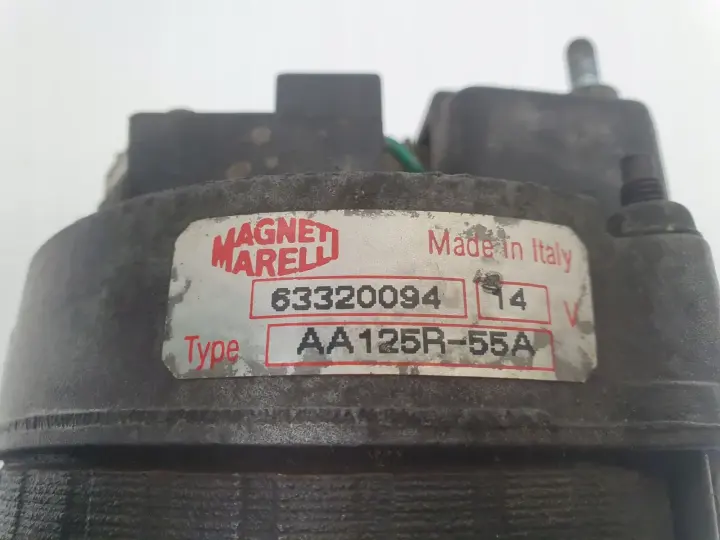 MAGNETI MARELLI
Made in Italy
63320094 14 V
Type AA125R-55A